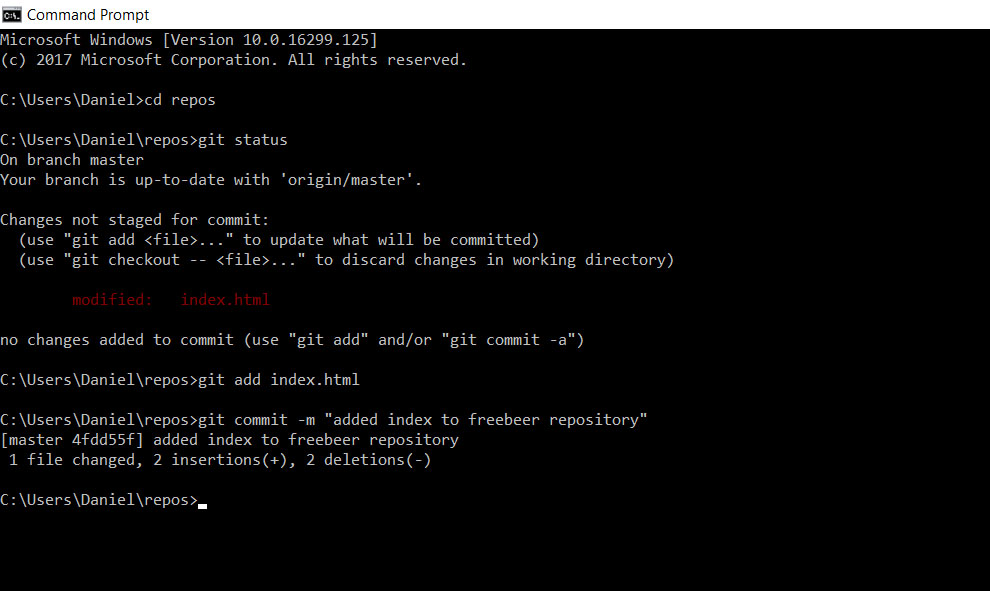 Command Prompt
Microsoft Windows [Version 10.0.16299.125]
(c) 2017 Microsoft Corporation. All rights reserved.
C:\Users\Daniel>cd repos
C:\Users\Daniel\repos>git status
On branch master
Your branch is up-to-date with 'origin/master'.
Changes not staged for commit:
  (use "git add <file>..." to update what will be committed)
  (use "git checkout -- <file>..." to discard changes in working directory)
        modified:   index.html
no changes added to commit (use "git add" and/or "git commit -a")
C:\Users\Daniel\repos>git add index.html
C:\Users\Daniel\repos>git commit -m "added index to freebeer repository"
[master 4fdd55f] added index to freebeer repository
 1 file changed, 2 insertions(+), 2 deletions(-)
C:\Users\Daniel\repos>